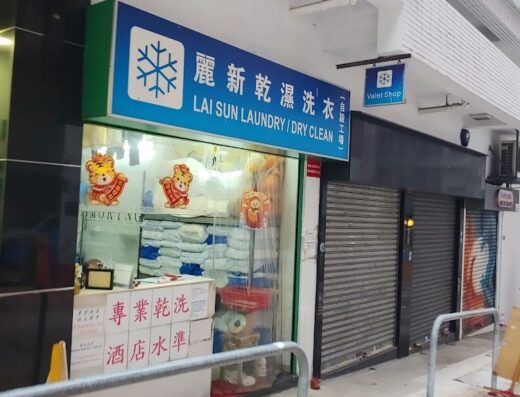 麗新乾濕洗衣
(自設工場)
LAI SUN LAUNDRY / DRY CLEAN
Valet Shop
專業乾洗
酒店水準